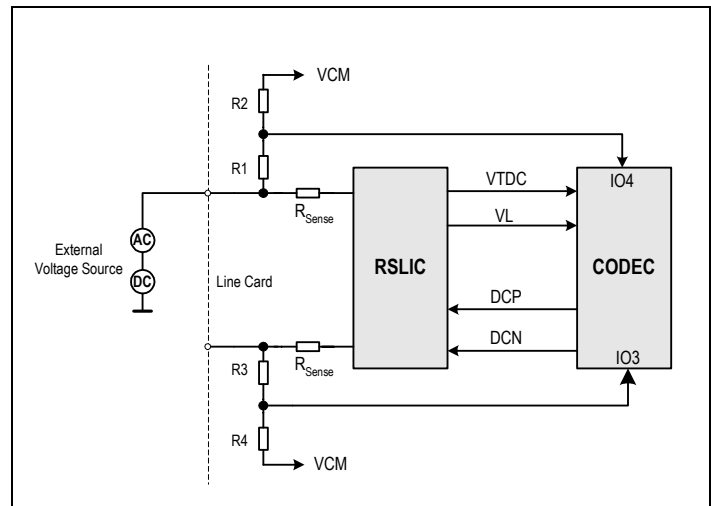 VCM
R2
R1
VTDC
IO4
RSense
VL
AC
External
Voltage Source
DC
Line Card
RSLIC
CODEC
DCP
DCN
R3
RSense
IO3
R4
VCM